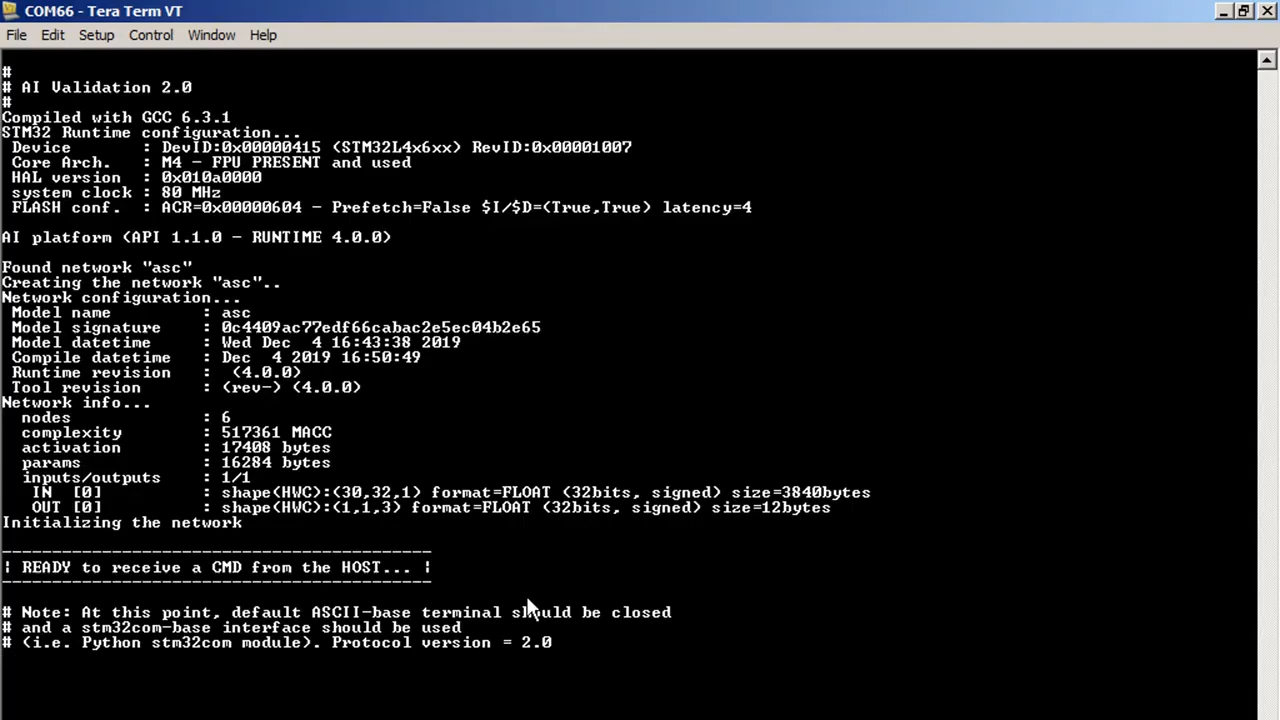 COM66 - Tera Term VT
File Edit Setup Control Window Help
#
# AI Validation 2.0
#
Compiled with GCC 6.3.1
STM32 Runtime configuration...
Device : DevID:0x00000415 (STM32L4x6xx) RevID:0x00001007
Core Arch. : M4 - FPU PRESENT and used
HAL version : 0x010a0000
system clock : 80 MHz
FLASH conf. : ACR=0x00000604 - Prefetch=False $I/$D=(True,True) latency=4
AI platform (API 1.1.0 - RUNTIME 4.0.0)
Found network "asc"
Creating the network "asc"..
Network configuration...
Model name : asc
Model signature : 0c4409ac77edf66cabac2e5ec04b2e65
Model datetime : Wed Dec 4 16:43:38 2019
Compile datetime : Dec 4 2019 16:50:49
Runtime revision : (4.0.0)
Tool revision : (rev-) (4.0.0)
Network info...
nodes : 6
complexity : 517361 MACC
activation : 17408 bytes
params : 16284 bytes
inputs/outputs : 1/1
IN [0] : shape(HWC):(30,32,1) format=FLOAT (32bits, signed) size=3840bytes
OUT [0] : shape(HWC):(1,1,3) format=FLOAT (32bits, signed) size=12bytes
Initializing the network
-------------------------------------------
| READY to receive a CMD from the HOST... |
-------------------------------------------
# Note: At this point, default ASCII-base terminal should be closed
# and a stm32com-base interface should be used
# (i.e. Python stm32com module). Protocol version = 2.0